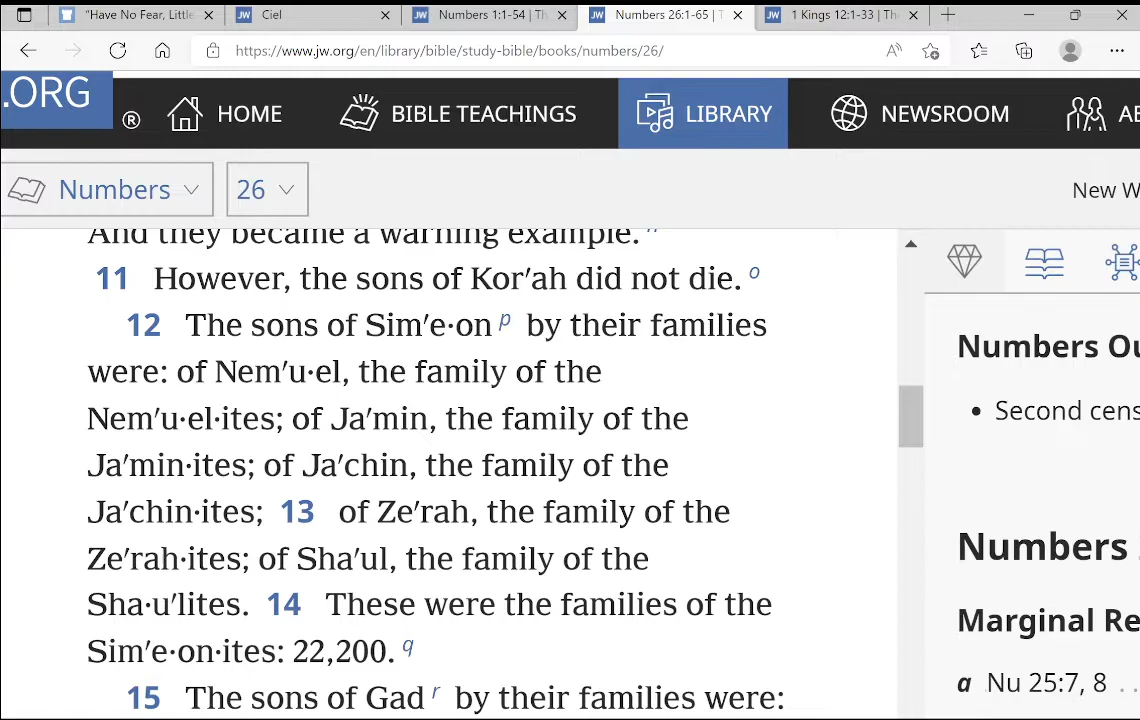 "Have No Fear, Little
Ciel
Numbers 1:1-54 | Th
Numbers 26:1-65 | T
1 Kings 12:1-33 | The
https://www.jw.org/en/library/bible/study-bible/books/numbers/26/
.ORG ®
HOME
BIBLE TEACHINGS
LIBRARY
NEWSROOM
AB
Numbers
26
New W
And they became a warning example. n
11 However, the sons of Korʹah did not die. o
12 The sons of Simʹe·on p by their families
were: of Nemʹu·el, the family of the
Nemʹu·el·ites; of Jaʹmin, the family of the
Jaʹmin·ites; of Jaʹchin, the family of the
Jaʹchin·ites; 13 of Zeʹrah, the family of the
Zeʹrah·ites; of Shaʹul, the family of the
Sha·uʹlites. 14 These were the families of the
Simʹe·on·ites: 22,200. q
15 The sons of Gad r by their families were:
Numbers Ou
• Second cens
Numbers
Marginal Re
a Nu 25:7, 8 . .